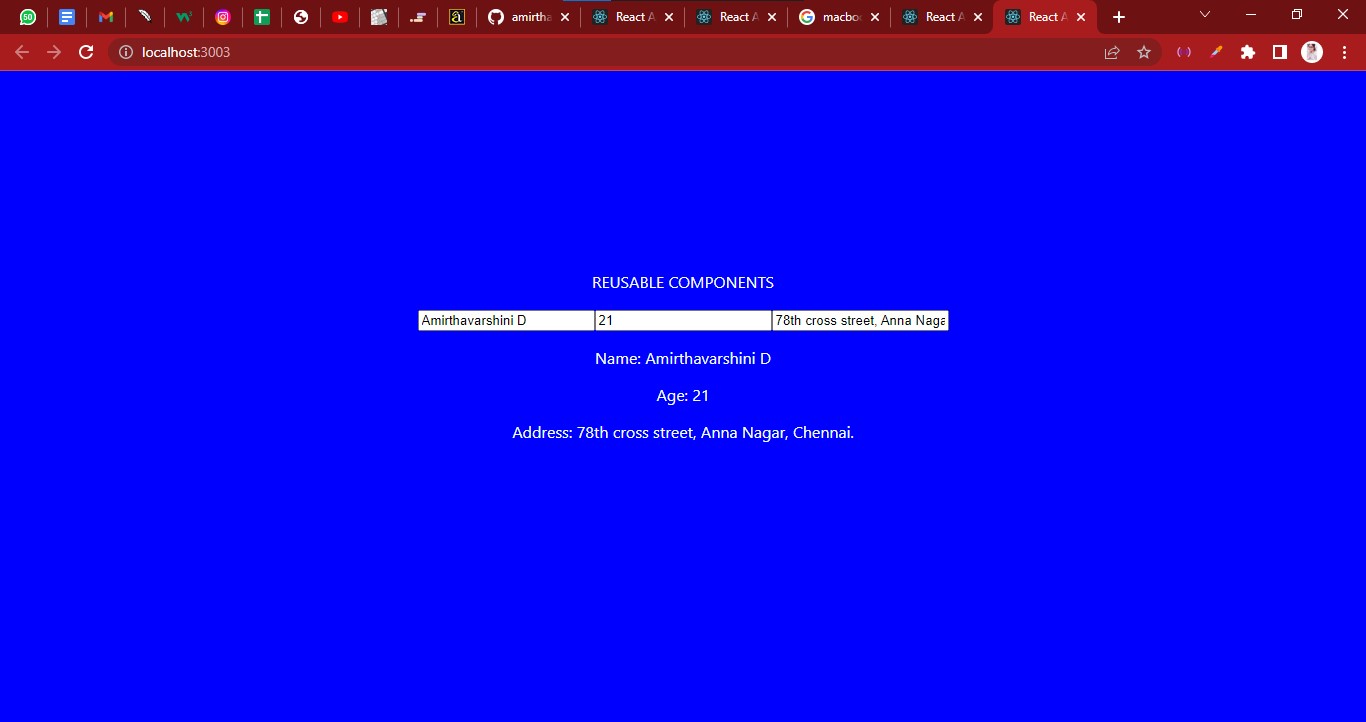 50
amirtha
React A
React A
macboo
React A
React A
localhost:3003
REUSABLE COMPONENTS
Amirthavarshini D
21
78th cross street, Anna Naga
Name: Amirthavarshini D
Age: 21
Address: 78th cross street, Anna Nagar, Chennai.